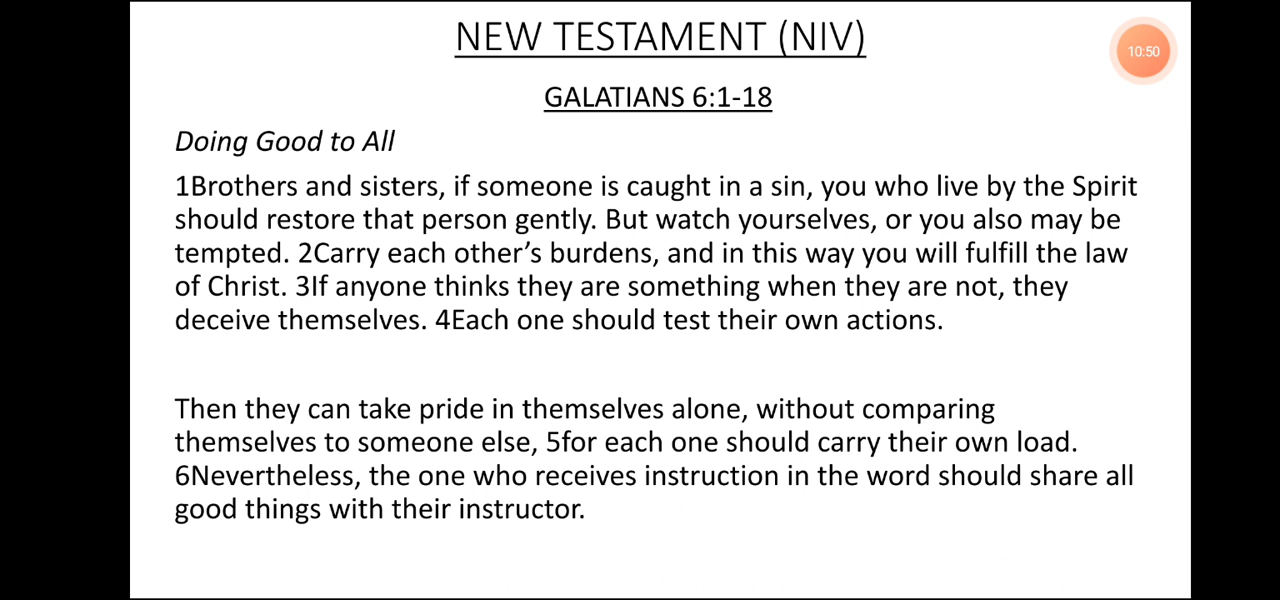 NEW TESTAMENT (NIV)
10:50
GALATIANS 6:1-18
Doing Good to All
1Brothers and sisters, if someone is caught in a sin, you who live by the Spirit
should restore that person gently. But watch yourselves, or you also may be
tempted. 2Carry each other’s burdens, and in this way you will fulfill the law
of Christ. 3If anyone thinks they are something when they are not, they
deceive themselves. 4Each one should test their own actions.
Then they can take pride in themselves alone, without comparing
themselves to someone else, 5for each one should carry their own load.
6Nevertheless, the one who receives instruction in the word should share all
good things with their instructor.